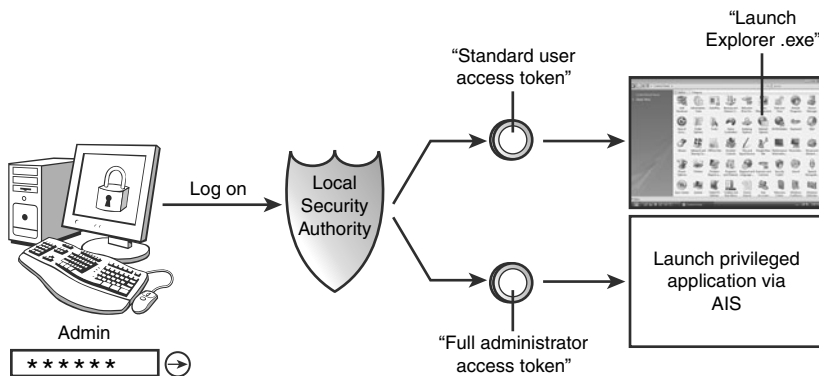 “Launch
Explorer .exe”
“Standard user
access token”
Log on
Local
Security
Authority
Launch privileged
application via
AIS
Admin
******
“Full administrator
access token”